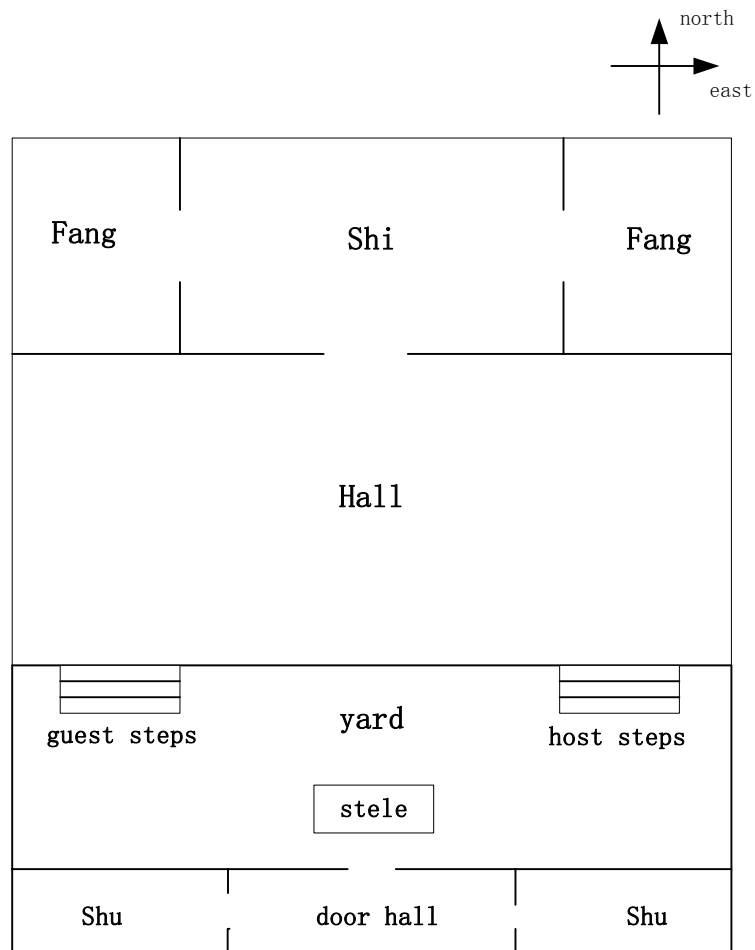 north
east
Fang
Shi
Fang
Hall
yard
guest steps
host steps
stele
Shu
door hall
Shu